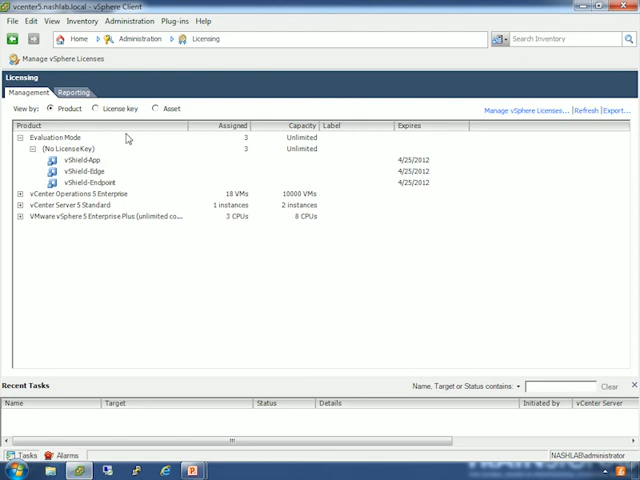 vcenter5.nashlab.local - vSphere Client
File Edit View Inventory Administration Plug-ins Help
Home Administration Licensing Search Inventory
Manage vSphere Licenses
Licensing
Management Reporting
View by: Product License key Asset Manage vSphere Licenses... Refresh Export...
Product Assigned Capacity Label Expires
Evaluation Mode 3 Unlimited
(No License Key) 3 Unlimited
vShield-App 4/25/2012
vShield-Edge 4/25/2012
vShield-Endpoint 4/25/2012
vCenter Operations 5 Enterprise 18 VMs 10000 VMs
vCenter Server 5 Standard 1 instances 2 instances
VMware vSphere 5 Enterprise Plus (unlimited co... 3 CPUs 8 CPUs
Recent Tasks Name, Target or Status contains: Clear
Name Target Status Details Initiated by vCenter Server
Tasks Alarms NASHLAB\administrator